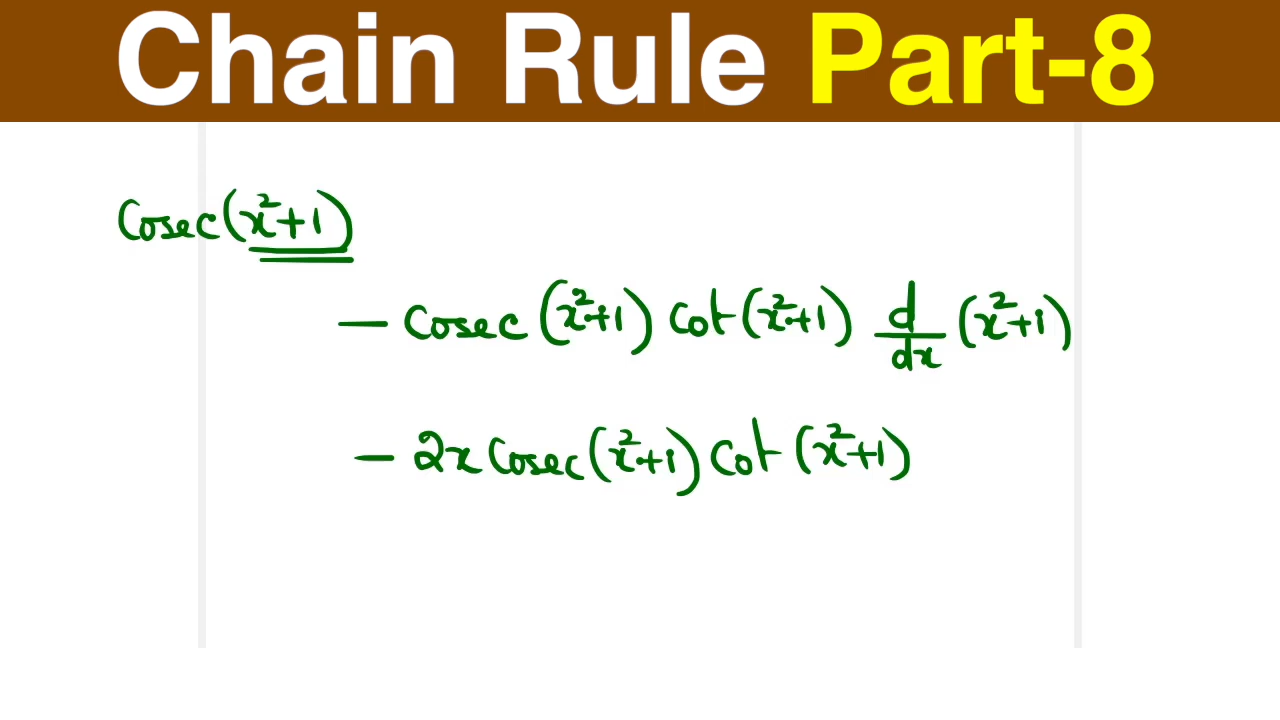 Chain Rule Part-8
Cosec(x²+1)
— Cosec(x²+1) Cot(x²+1) d/dx (x²+1)
— 2x Cosec(x²+1) Cot(x²+1)